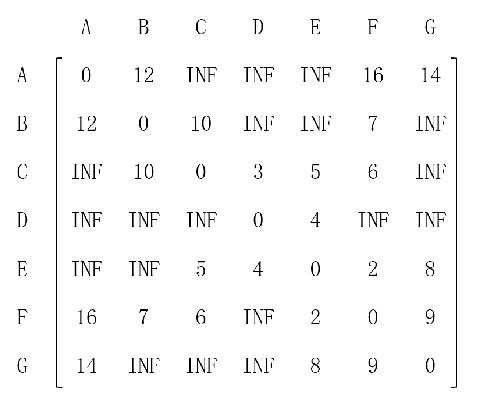 A B C D E F G
A 0 12 INF INF INF 16 14
B 12 0 10 INF INF 7 INF
C INF 10 0 3 5 6 INF
D INF INF INF 0 4 INF INF
E INF INF 5 4 0 2 8
F 16 7 6 INF 2 0 9
G 14 INF INF INF 8 9 0